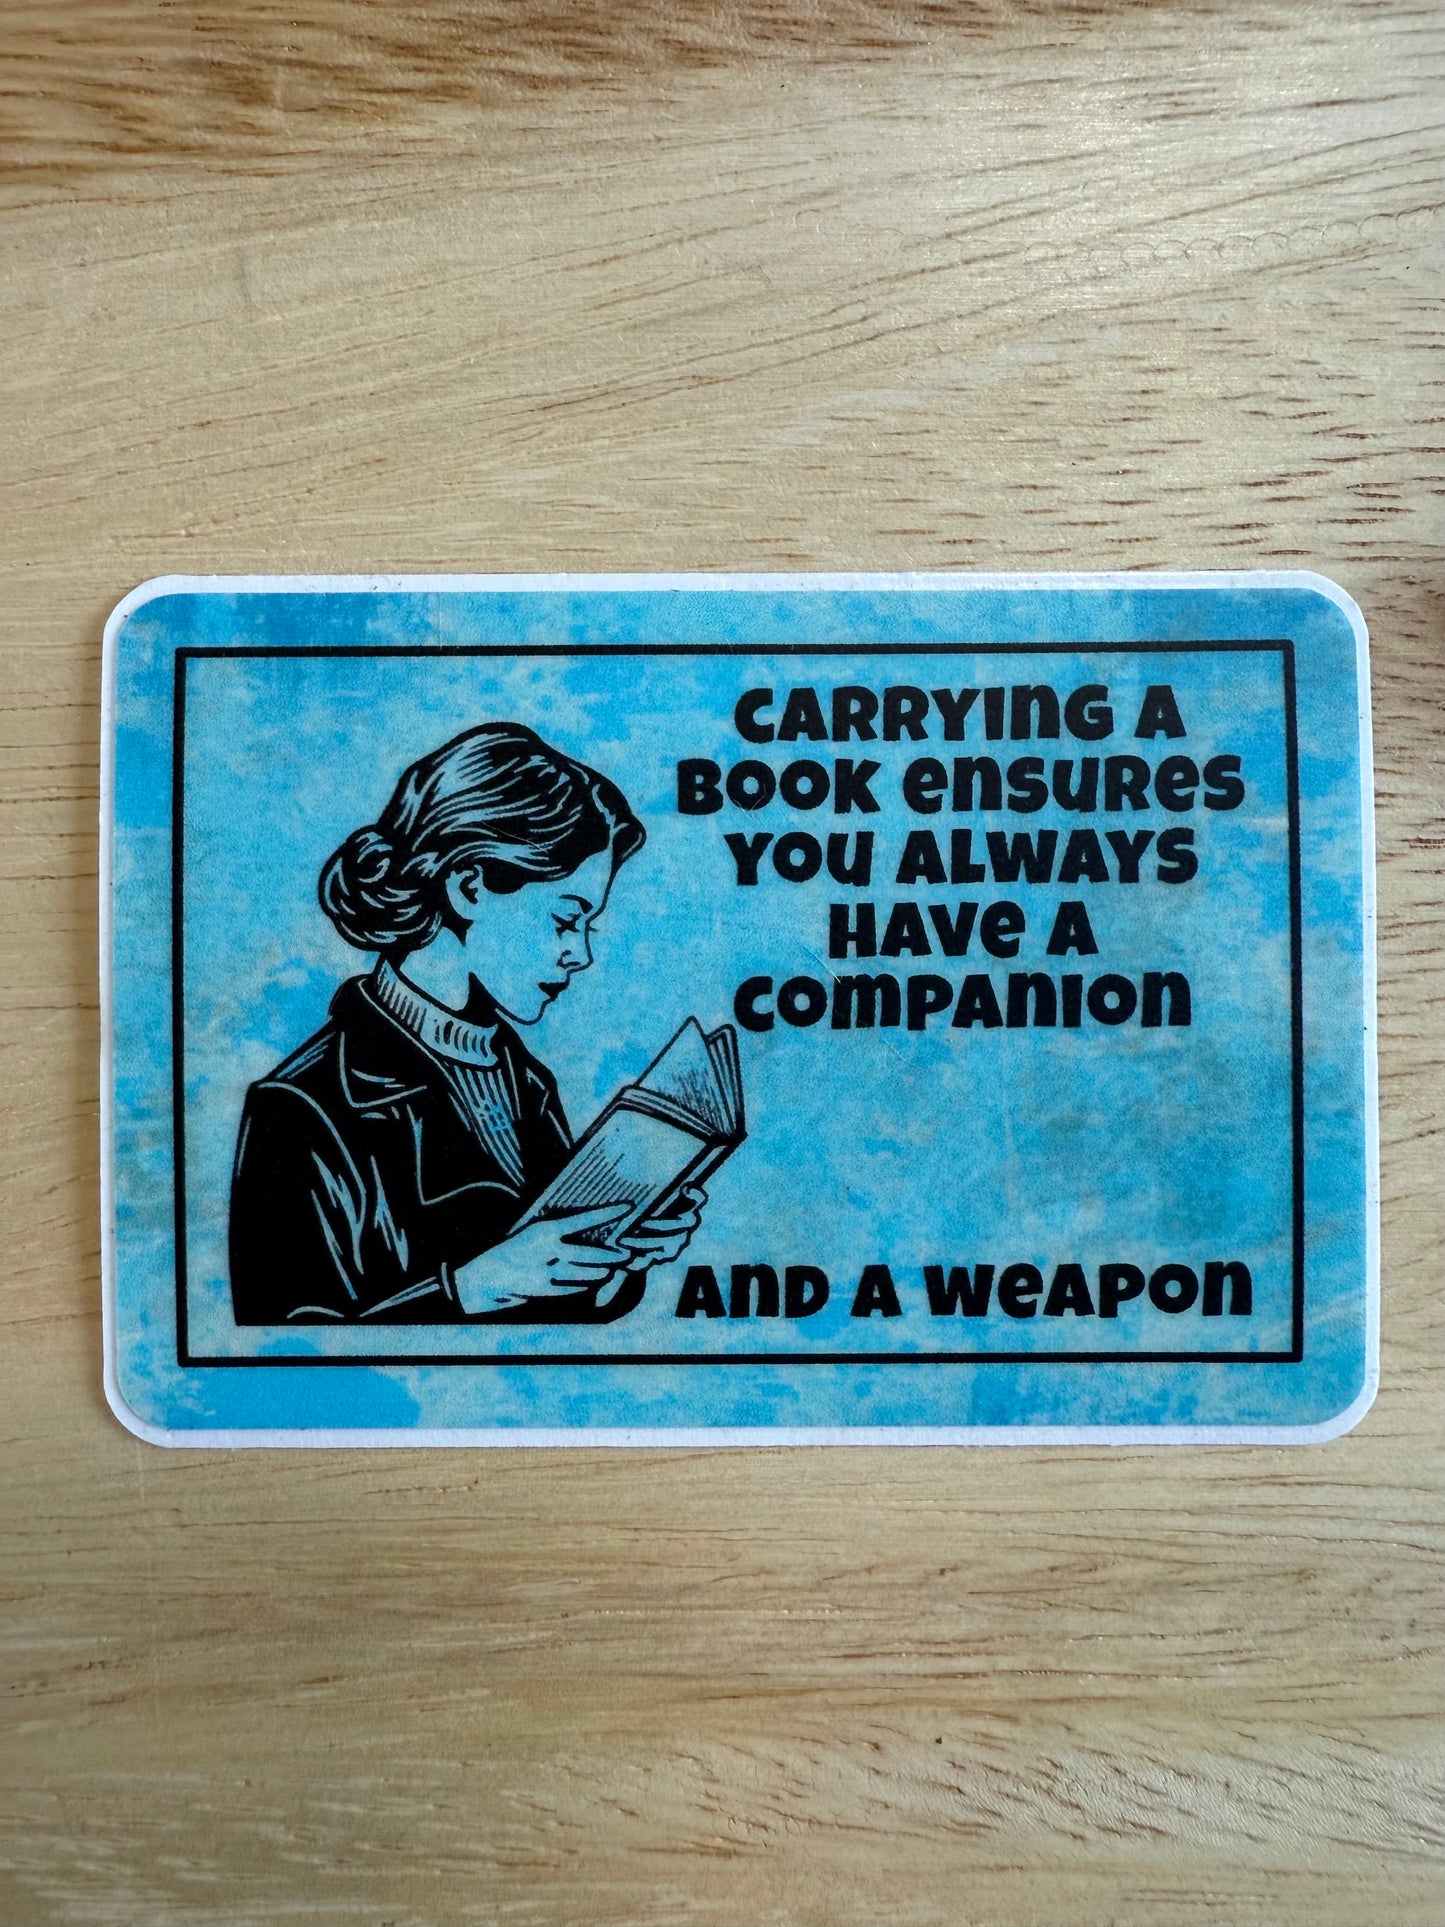 CARRYING A
BOOK ENSURES
YOU ALWAYS
HAVE A
COMPANION
AND A WEAPON